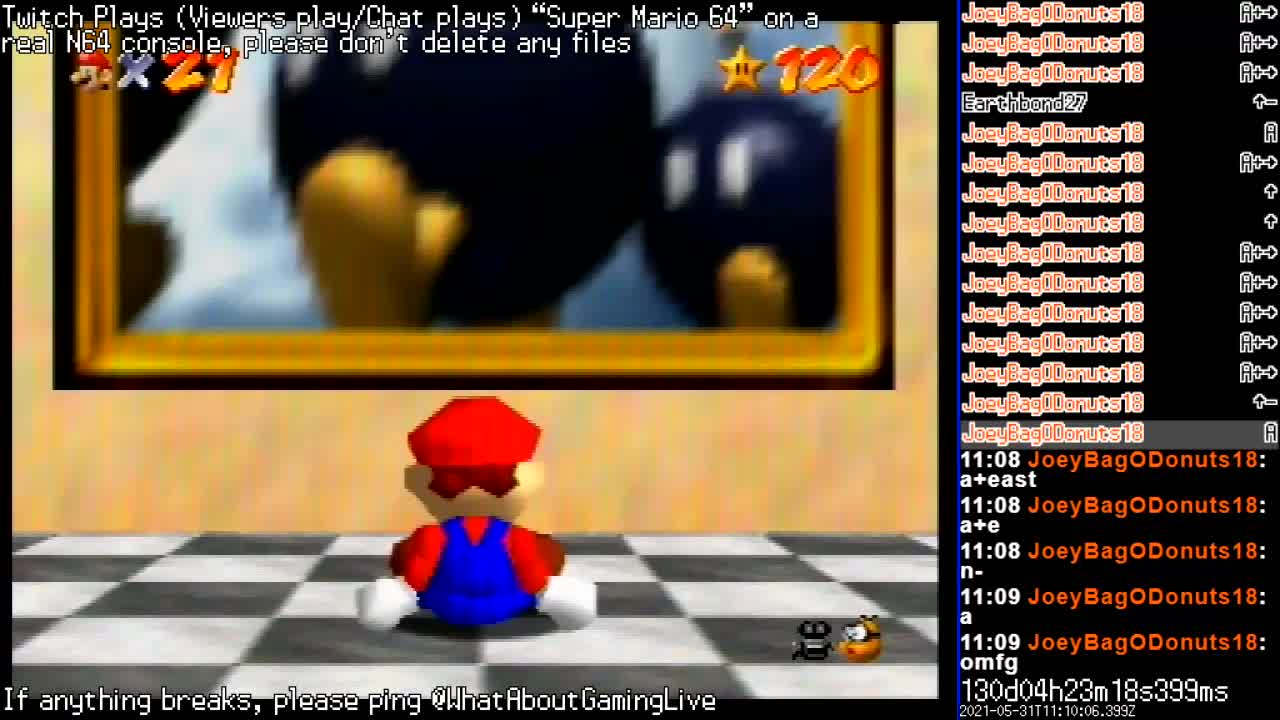 Twitch Plays (Viewers play/Chat plays) “Super Mario 64” on a
real N64 console, please don't delete any files
x 21
120
If anything breaks, please ping @WhatAboutGamingLive
JoeyBagODonuts18 A+→
JoeyBagODonuts18 A+→
JoeyBagODonuts18 A+→
Earthbond27 ↑-
JoeyBagODonuts18 A
JoeyBagODonuts18 A+→
JoeyBagODonuts18 ↑
JoeyBagODonuts18 ↑
JoeyBagODonuts18 A+→
JoeyBagODonuts18 A+→
JoeyBagODonuts18 A+→
JoeyBagODonuts18 A+→
JoeyBagODonuts18 A+→
JoeyBagODonuts18 ↑-
JoeyBagODonuts18 A
11:08 JoeyBagODonuts18:
a+east
11:08 JoeyBagODonuts18:
a+e
11:08 JoeyBagODonuts18:
n-
11:09 JoeyBagODonuts18:
a
11:09 JoeyBagODonuts18:
omfg
130d04h23m18s399ms
2021-05-31T11:10:06.399Z